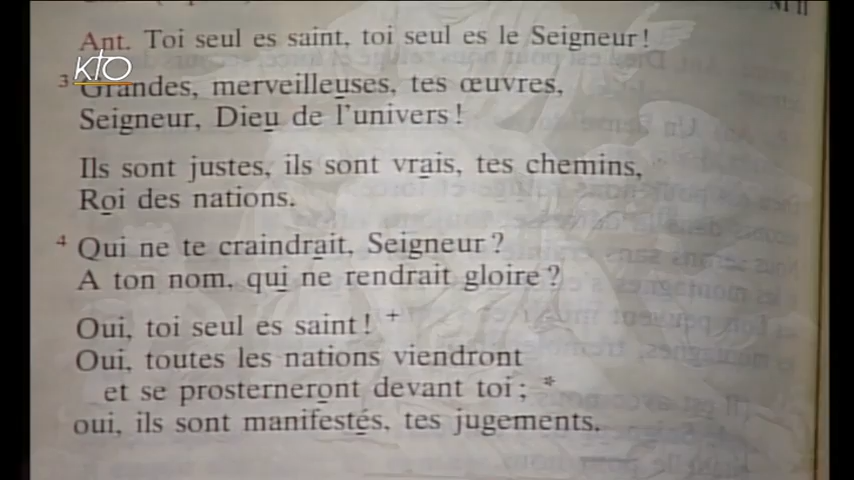 Ant. Toi seul es saint, toi seul es le Seigneur !
KTO
3 Grandes, merveilleuses, tes œuvres,
Seigneur, Dieu de l'univers !
Ils sont justes, ils sont vrais, tes chemins,
Roi des nations.
4 Qui ne te craindrait, Seigneur ?
A ton nom, qui ne rendrait gloire ?
Oui, toi seul es saint ! +
Oui, toutes les nations viendront
et se prosterneront devant toi ; *
oui, ils sont manifestés, tes jugements.